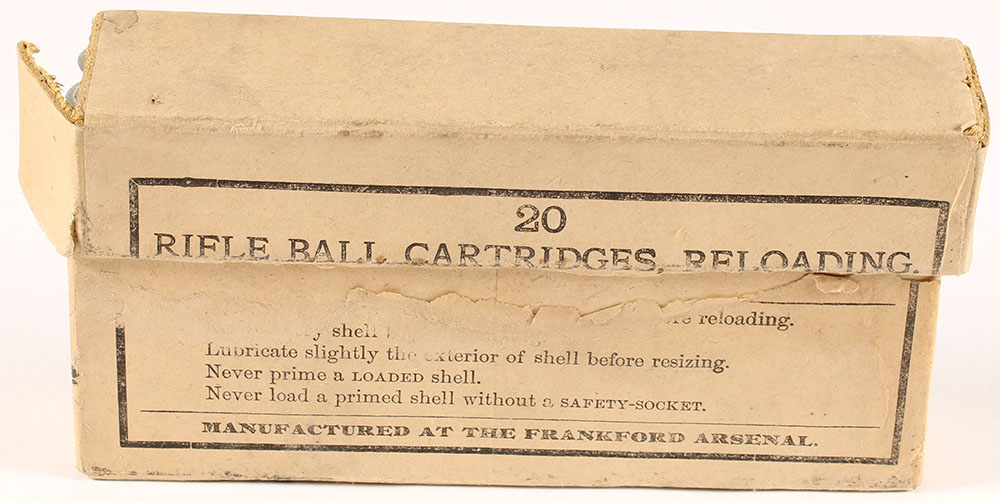 20
RIFLE BALL CARTRIDGES, RELOADING.
shell reloading.
Lubricate slightly the exterior of shell before resizing.
Never prime a LOADED shell.
Never load a primed shell without a SAFETY-SOCKET.
MANUFACTURED AT THE FRANKFORD ARSENAL.